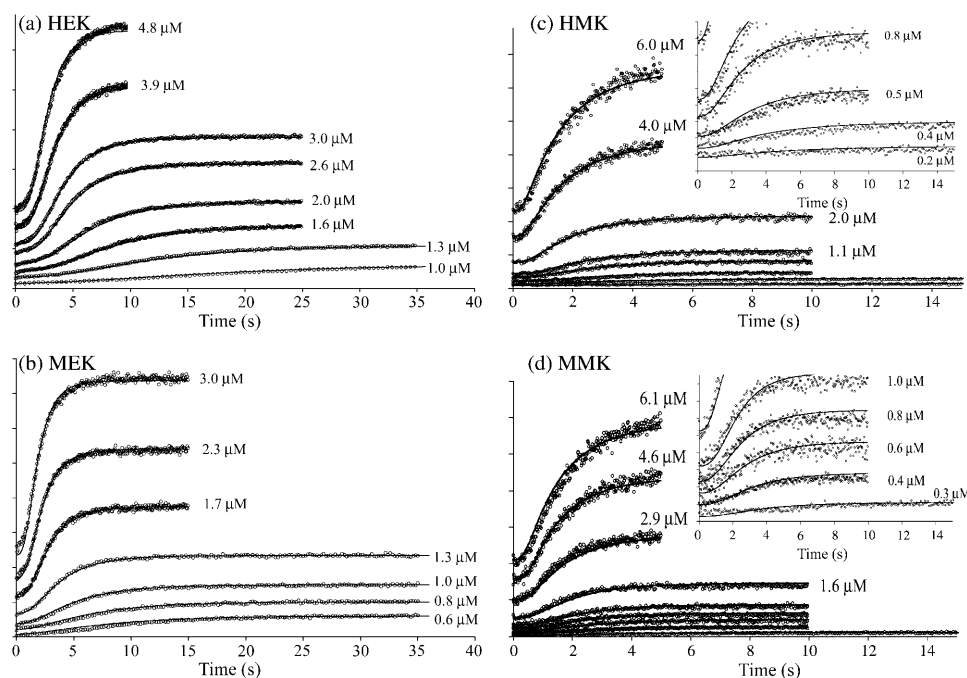 (a) HEK
4.8 µM
3.9 µM
3.0 µM
2.6 µM
2.0 µM
1.6 µM
1.3 µM
1.0 µM
0 5 10 15 20 25 30 35 40
Time (s)
(c) HMK
6.0 µM
4.0 µM
2.0 µM
1.1 µM
0 2 4 6 8 10 12 14
Time (s)
0.8 µM
0.5 µM
0.4 µM
0.2 µM
0 2 4 6 8 10 12 14
Time (s)
(b) MEK
3.0 µM
2.3 µM
1.7 µM
1.3 µM
1.0 µM
0.8 µM
0.6 µM
0 5 10 15 20 25 30 35 40
Time (s)
(d) MMK
6.1 µM
4.6 µM
2.9 µM
1.6 µM
0 2 4 6 8 10 12 14
Time (s)
1.0 µM
0.8 µM
0.6 µM
0.4 µM
0.3 µM
0 2 4 6 8 10 12 14
Time (s)